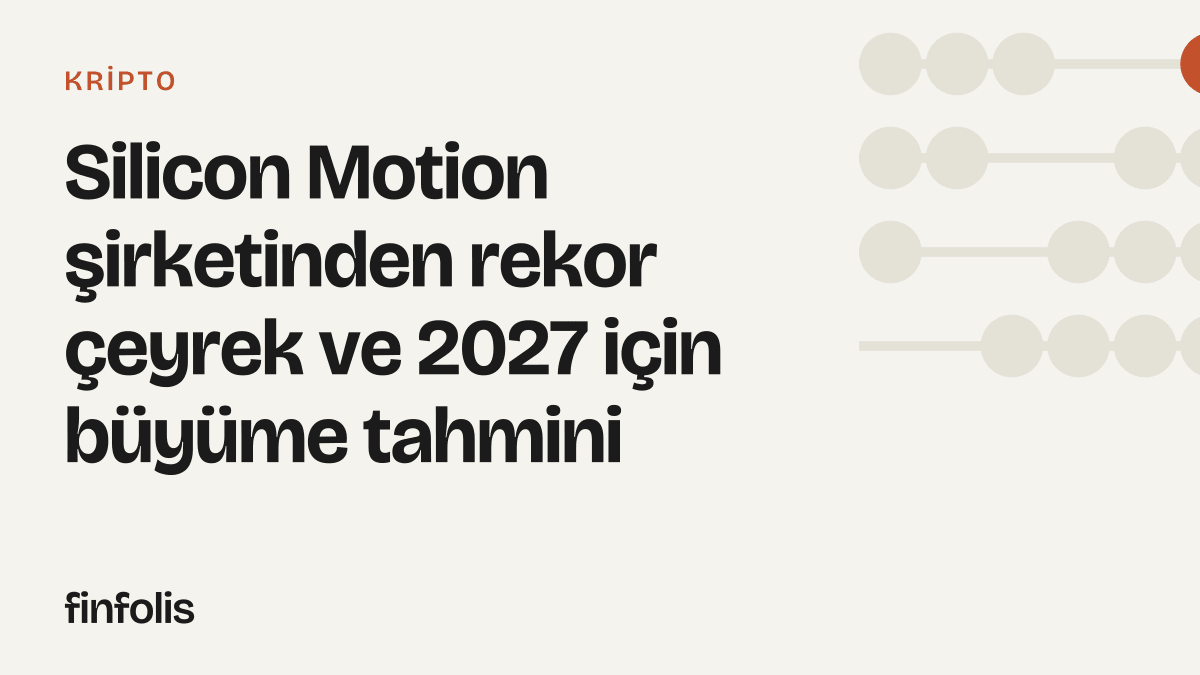 KRİPTO
Silicon Motion
şirketinden rekor
çeyrek ve 2027 için
büyüme tahmini
finfolis